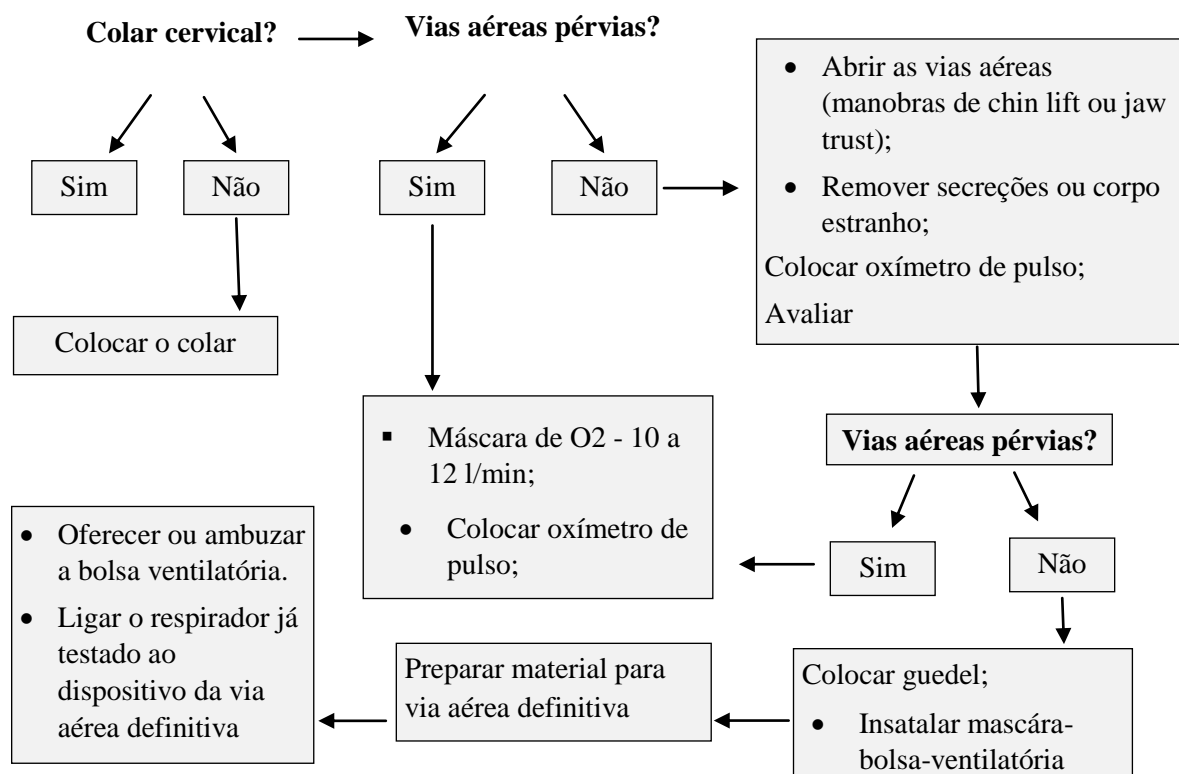 Colar cervical?
Vias aéreas pérvias?
Sim
Não
Sim
Não
• Abrir as vias aéreas
(manobras de chin lift ou jaw
trust);
• Remover secreções ou corpo
estranho;
Colocar oxímetro de pulso;
Avaliar
Colocar o colar
▪ Máscara de O2 - 10 a
12 l/min;
• Colocar oxímetro de
pulso;
Vias aéreas pérvias?
Sim
Não
Colocar guedel;
• Insatalar mascára-
bolsa-ventilatória
Preparar material para
via aérea definitiva
• Oferecer ou ambuzar
a bolsa ventilatória.
• Ligar o respirador já
testado ao
dispositivo da via
aérea definitiva